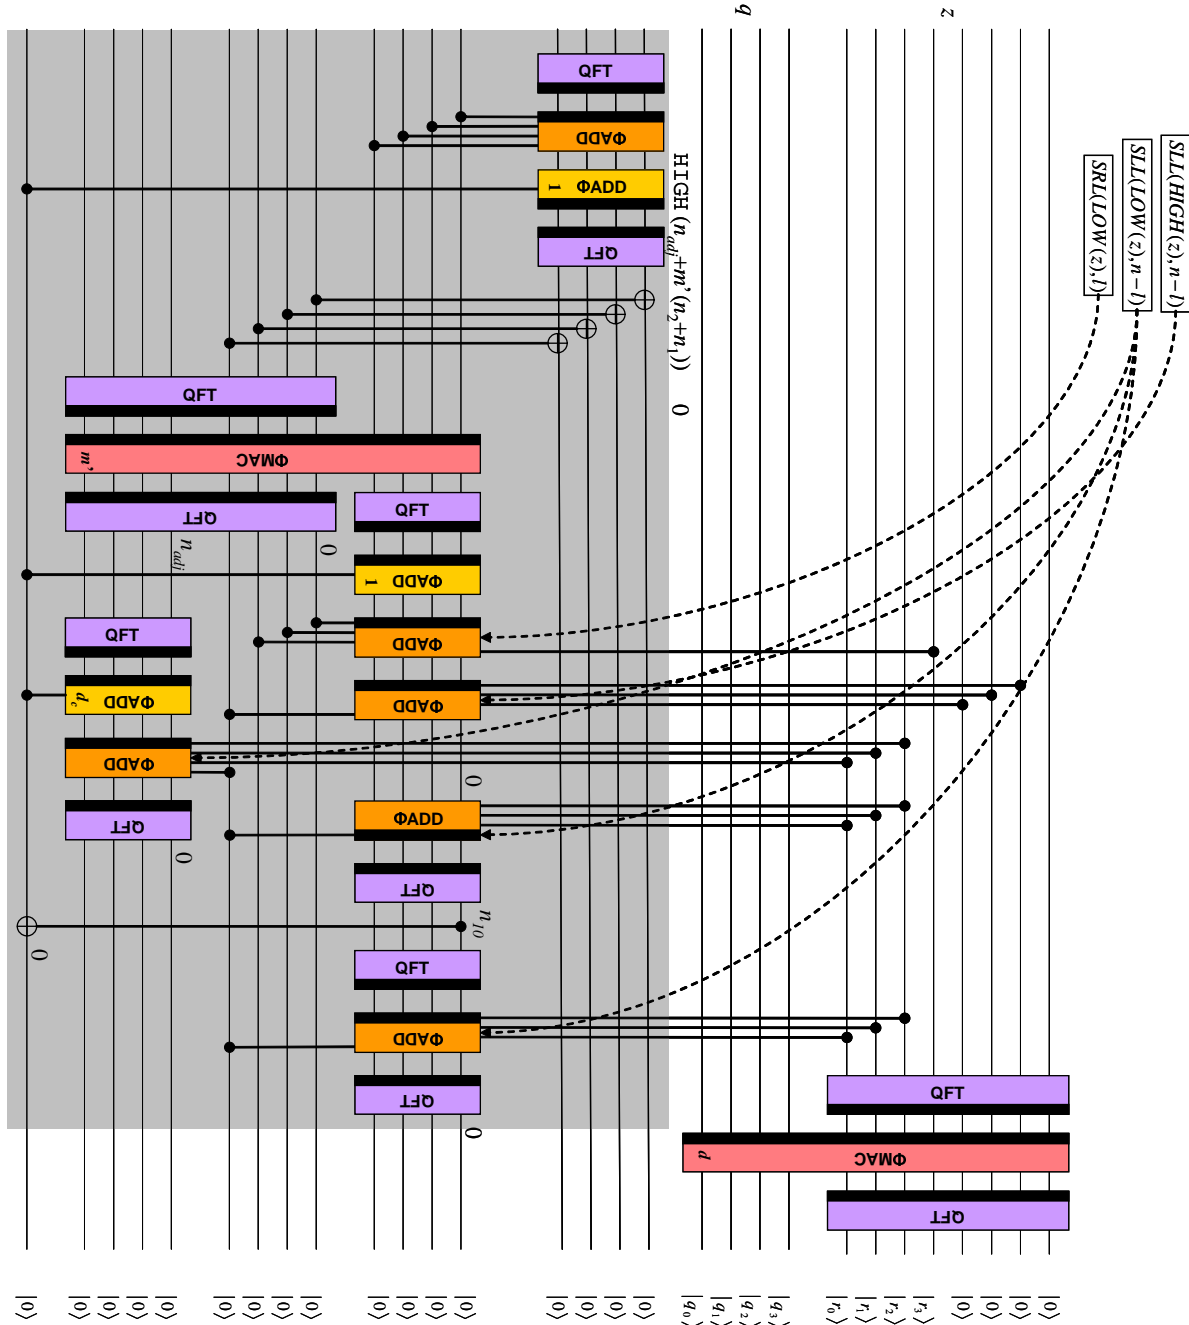 q
z
QFT
ΦADD
1 ΦADD
QFT
HIGH (n_adj+m'(n_2+n_1))
0
SRL(LOW(z),l)
SLL(LOW(z),n-l)
SLL(HIGH(z),n-l)
QFT
m' ΦMAC
QFT
n_adj
0
QFT
1 ΦADD
QFT
ΦADD
d_c ΦADD
ΦADD
ΦADD
0
QFT
0
ΦADD
QFT
n_10
0
QFT
ΦADD
QFT
0
QFT
d ΦMAC
QFT
|0⟩ |0⟩ |0⟩ |0⟩ |0⟩ |0⟩ |0⟩ |0⟩ |0⟩ |0⟩ |0⟩ |0⟩ |0⟩ |0⟩ |0⟩ |0⟩ |0⟩ |q_0⟩ |q_1⟩ |q_2⟩ |q_3⟩ |r_0⟩ |r_1⟩ |r_2⟩ |r_3⟩ |0⟩ |0⟩ |0⟩ |0⟩